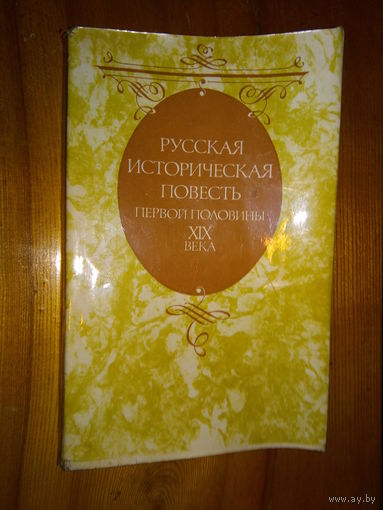 РУССКАЯ
ИСТОРИЧЕСКАЯ
ПОВЕСТЬ
ПЕРВОЙ ПОЛОВИНЫ
XIX
ВЕКА
www.ay.by